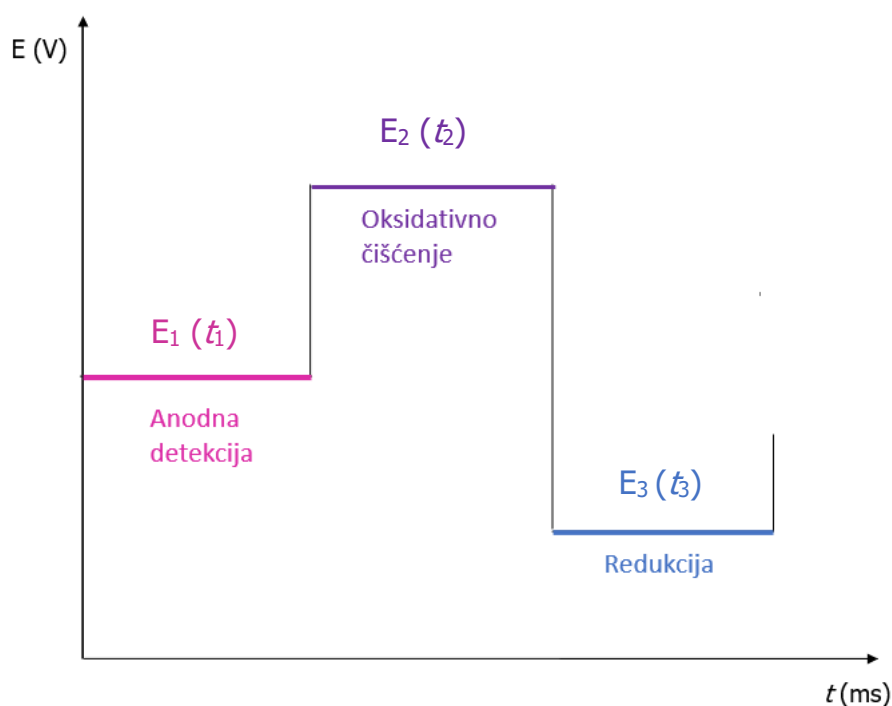 E (V)
E₂ (t₂)
Oksidativno
čišćenje
E₁ (t₁)
Anodna
detekcija
E₃ (t₃)
Redukcija
t (ms)